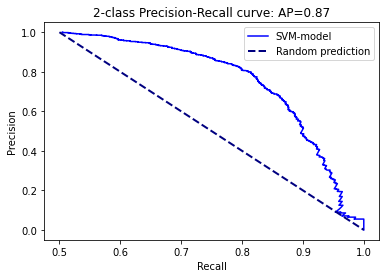 2-class Precision-Recall curve: AP=0.87
SVM-model
Random prediction
Precision
1.0
0.8
0.6
0.4
0.2
0.0
0.5 0.6 0.7 0.8 0.9 1.0
Recall